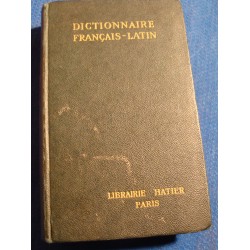 DICTIONNAIRE
FRANÇAIS-LATIN
LIBRAIRIE HATIER
PARIS